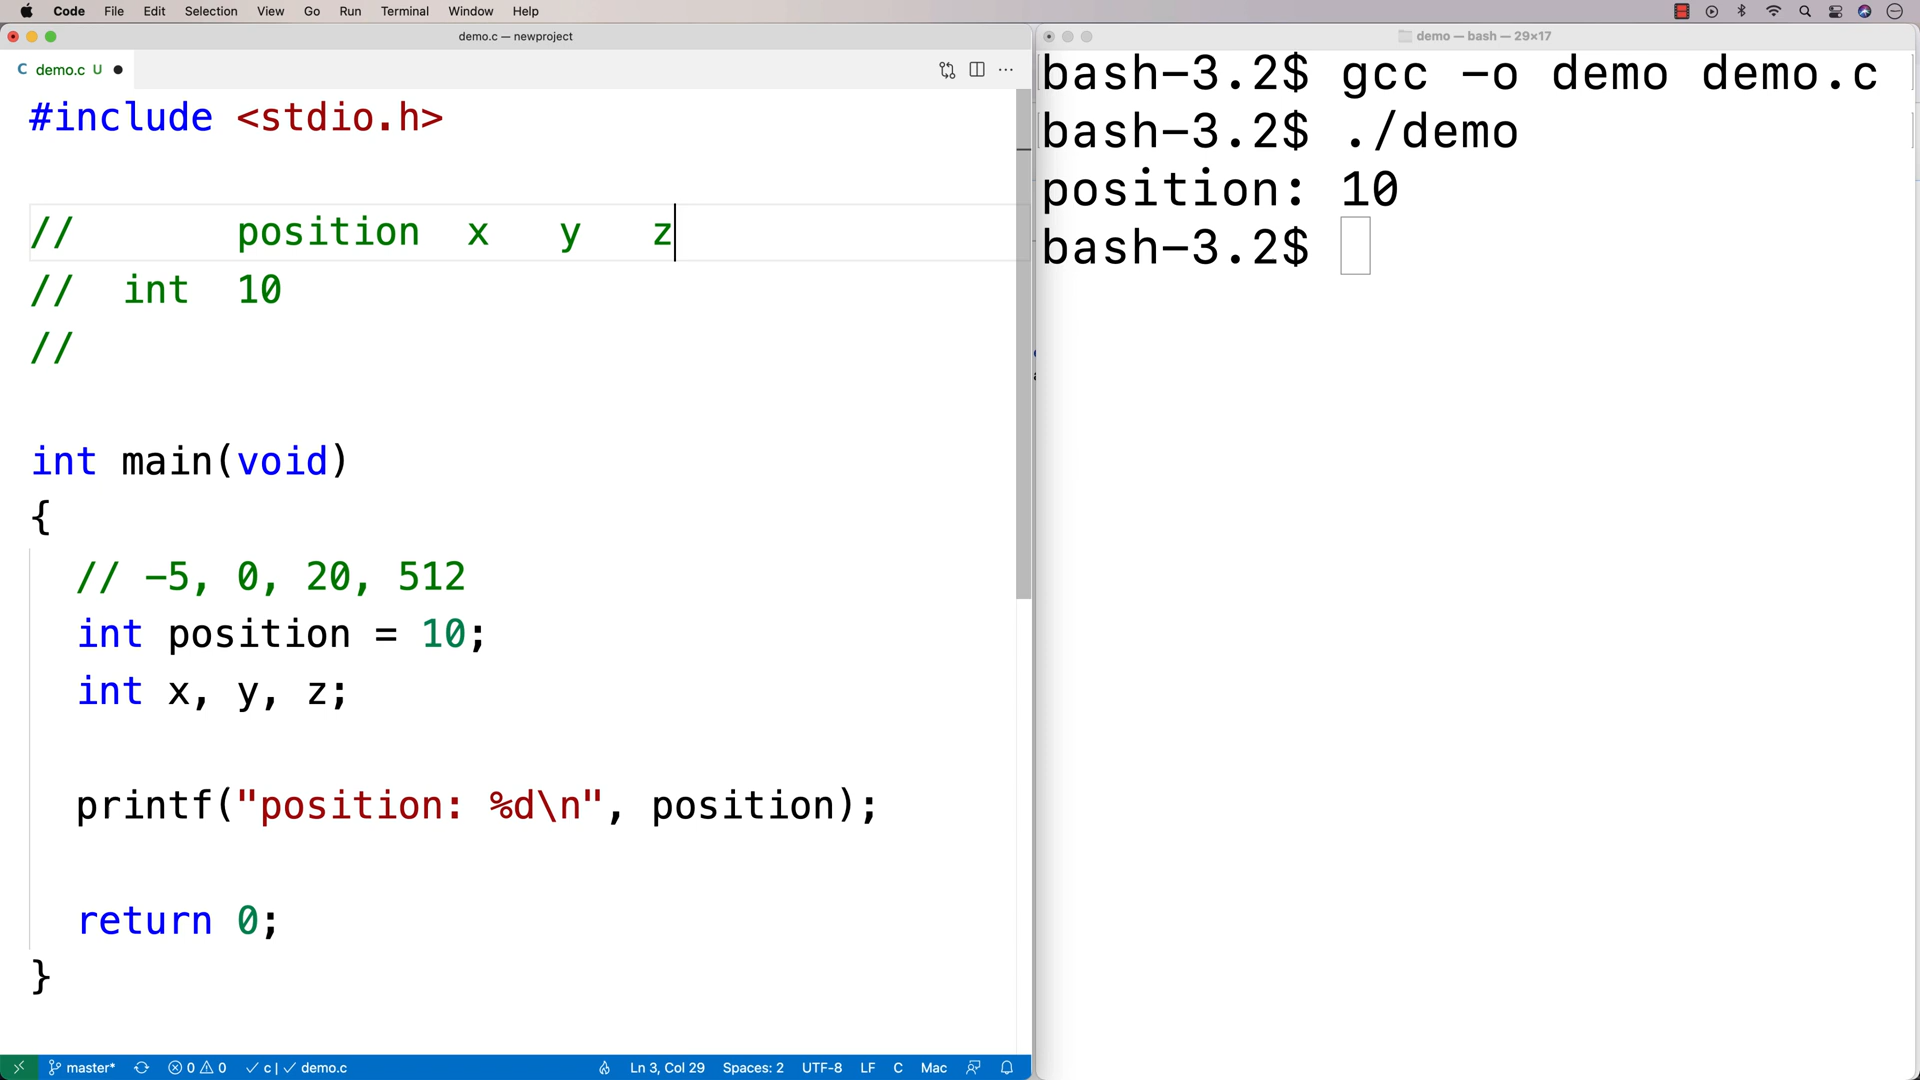 Code File Edit Selection View Go Run Terminal Window Help
demo.c — newproject
C demo.c U
#include <stdio.h>
// position x y z
// int 10
//
int main(void)
{
// -5, 0, 20, 512
int position = 10;
int x, y, z;
printf("position: %d\n", position);
return 0;
}
master* 0 0 c | demo.c Ln 3, Col 29 Spaces: 2 UTF-8 LF C Mac
demo — bash — 29×17
bash-3.2$ gcc -o demo demo.c
bash-3.2$ ./demo
position: 10
bash-3.2$